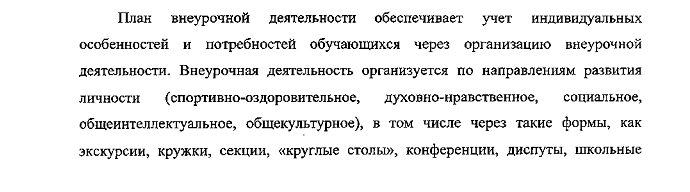 План внеурочной деятельности обеспечивает учет индивидуальных
особенностей и потребностей обучающихся через организацию внеурочной
деятельности. Внеурочная деятельность организуется по направлениям развития
личности (спортивно-оздоровительное, духовно-нравственное, социальное,
общеинтеллектуальное, общекультурное), в том числе через такие формы, как
экскурсии, кружки, секции, «круглые столы», конференции, диспуты, школьные